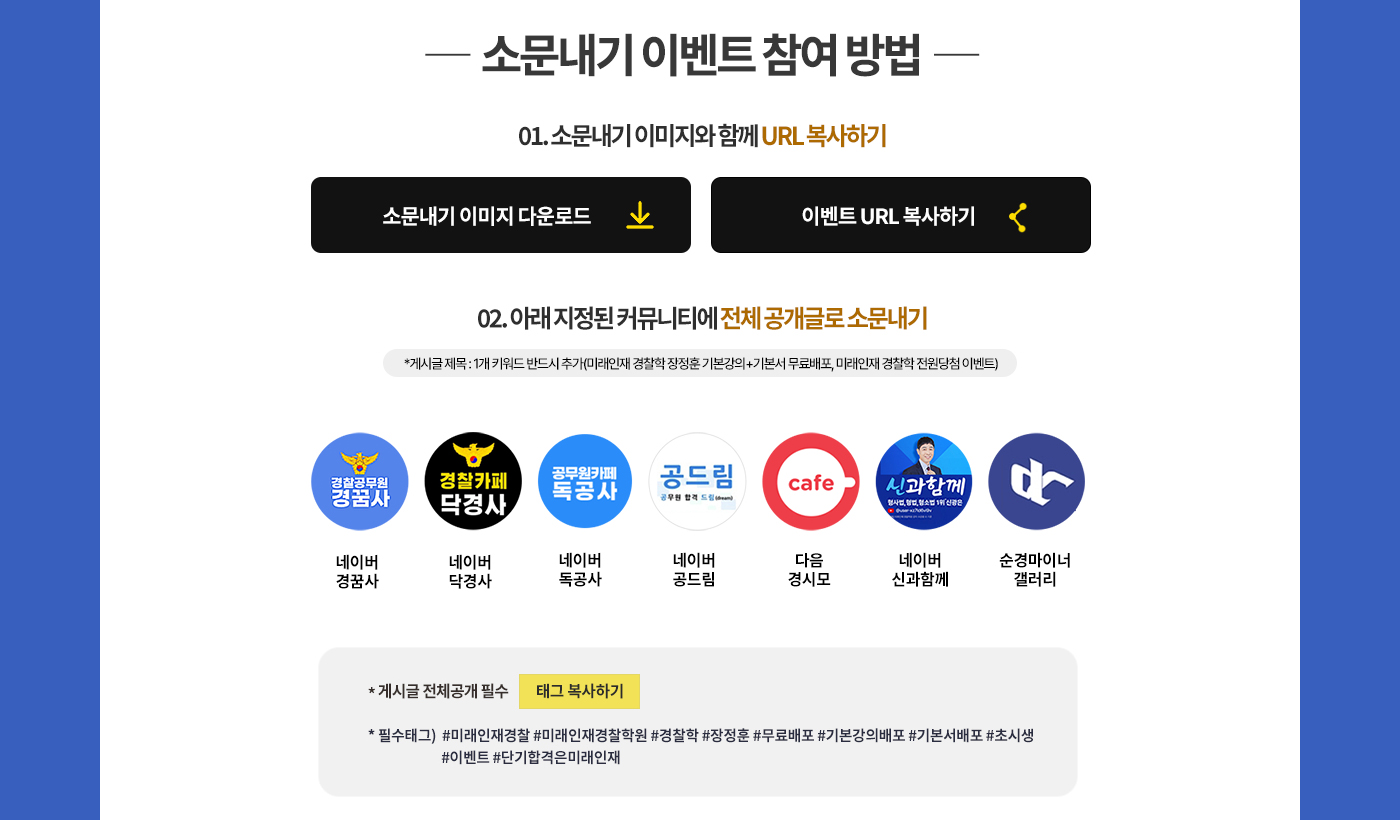 소문내기 이벤트 참여 방법
01. 소문내기 이미지와 함께 URL 복사하기
소문내기 이미지 다운로드
이벤트 URL 복사하기
02. 아래 지정된 커뮤니티에 전체 공개글로 소문내기
*게시글 제목 : 1개 키워드 반드시 추가(미래인재 경찰학 장정훈 기본강의+기본서 무료배포, 미래인재 경찰학 전원당첨 이벤트)
경찰공무원
경꿈사
경찰카페
닥경사
공무원카페
독공사
공드림
공무원 합격 드림(dream)
cafe
신과함께
형사법,형법,형소법 1위 신광은
네이버
경꿈사
네이버
닥경사
네이버
독공사
네이버
공드림
다음
경시모
네이버
신과함께
순경마이너
갤러리
* 게시글 전체공개 필수
태그 복사하기
* 필수태그) #미래인재경찰 #미래인재경찰학원 #경찰학 #장정훈 #무료배포 #기본강의배포 #기본서배포 #초시생
#이벤트 #단기합격은미래인재